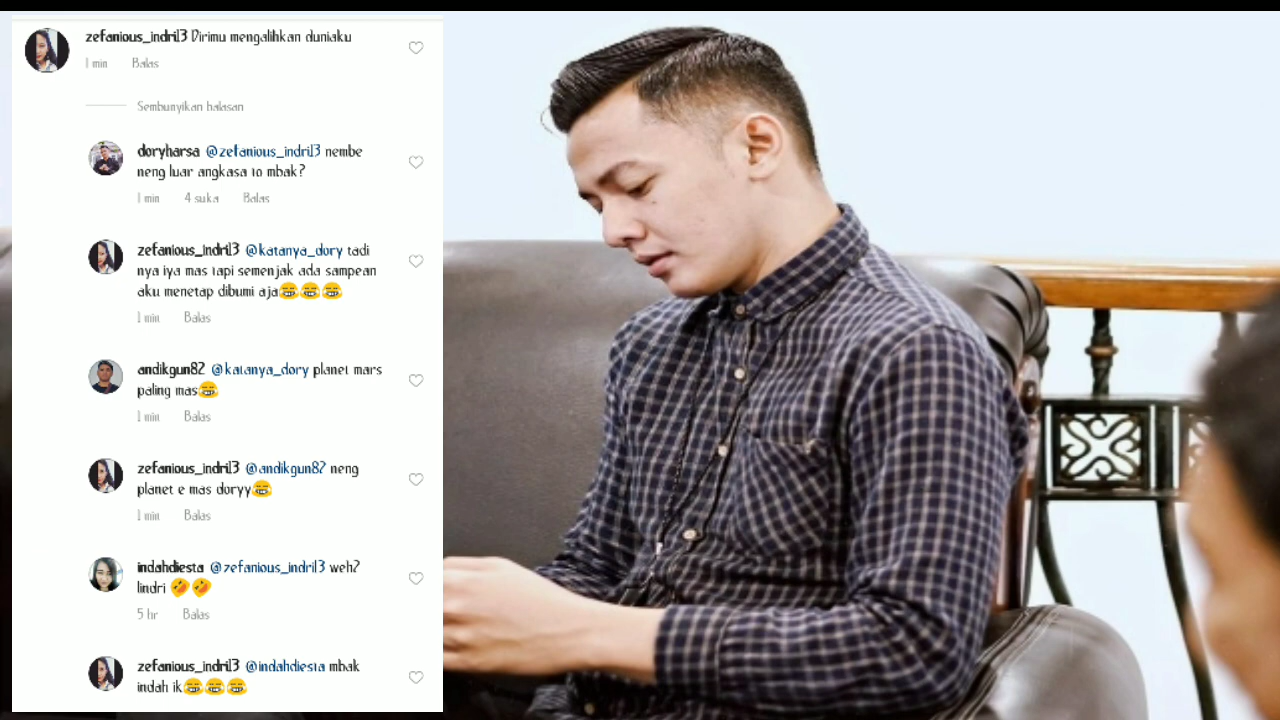 zefanious_indri13 Dirimu mengalihkan duniaku
1 min Balas
Sembunyikan balasan
doryharsa @zefanious_indri13 nembe
neng luar angkasa to mbak?
1 min 4 suka Balas
zefanious_indri13 @katanya_dory tadi
nya iya mas tapi semenjak ada sampean
aku menetap dibumi aja😂😂😂
1 min Balas
andikgun82 @katanya_dory planet mars
paling mas😂
1 min Balas
zefanious_indri13 @andikgun82 neng
planet e mas doryy😂
1 min Balas
indahdiesta @zefanious_indri13 weh?
lindri 🤣🤣
5 hr Balas
zefanious_indri13 @indahdiesta mbak
indah ik😂😂😂